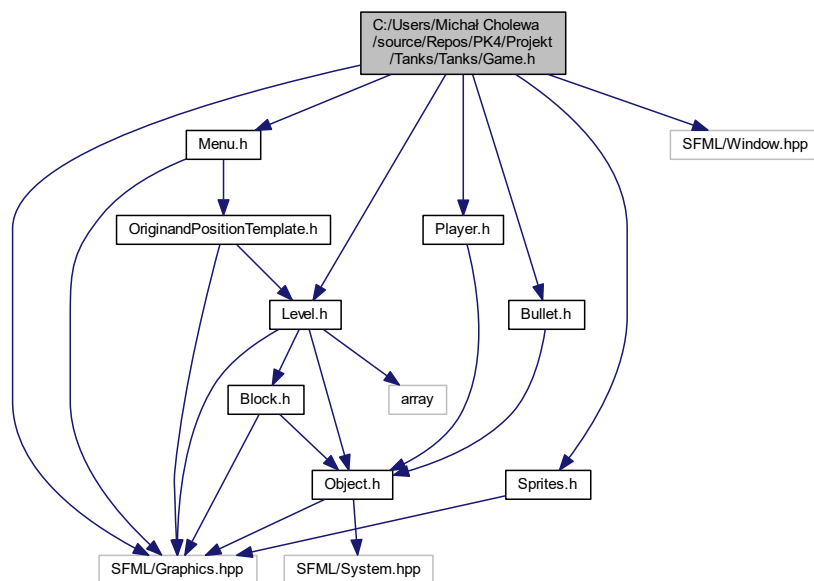 C:/Users/Michał Cholewa
/source/Repos/PK4/Projekt
/Tanks/Tanks/Game.h
Menu.h
SFML/Window.hpp
OriginandPositionTemplate.h
Player.h
Level.h
Bullet.h
Block.h
array
Object.h
Sprites.h
SFML/Graphics.hpp
SFML/System.hpp